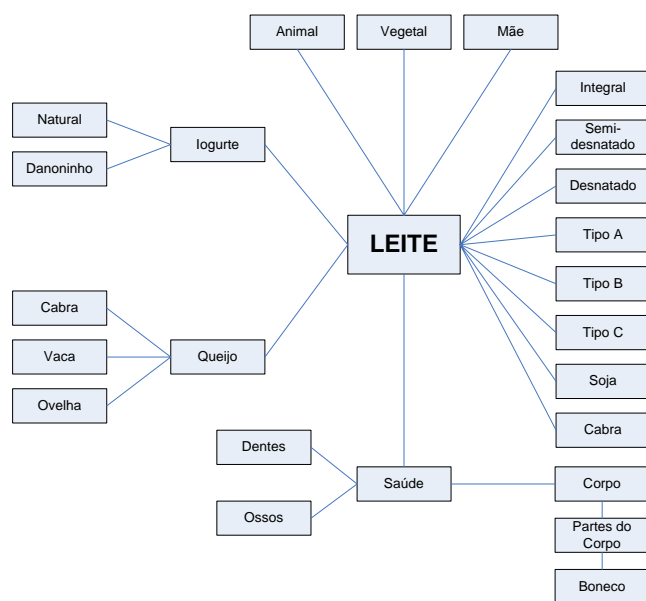 Animal
Vegetal
Mãe
Integral
Semi-
desnatado
Desnatado
Tipo A
Tipo B
Tipo C
Soja
Cabra
Natural
Danoninho
Iogurte
LEITE
Cabra
Vaca
Ovelha
Queijo
Dentes
Ossos
Saúde
Corpo
Partes do
Corpo
Boneco